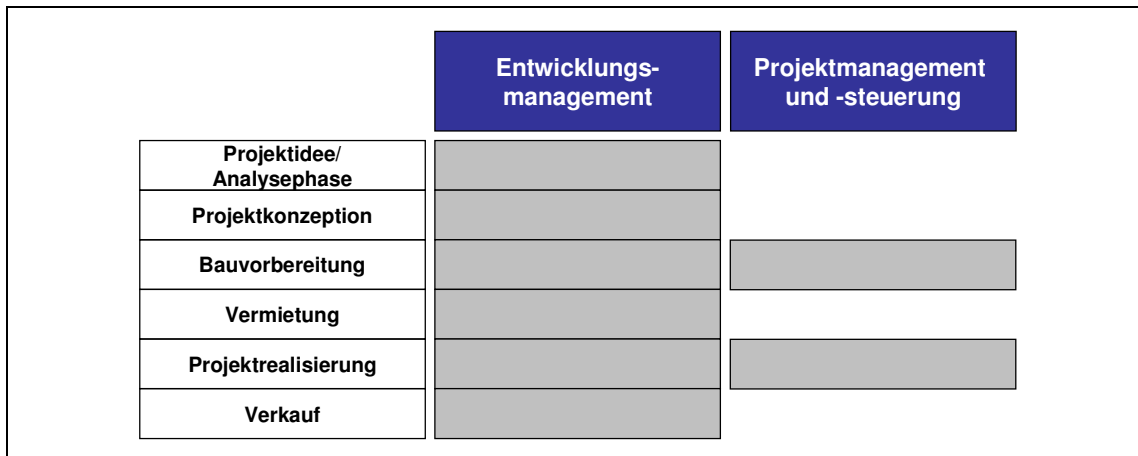 Entwicklungs-
management
Projektmanagement
und -steuerung
Projektidee/
Analysephase
Projektkonzeption
Bauvorbereitung
Vermietung
Projektrealisierung
Verkauf